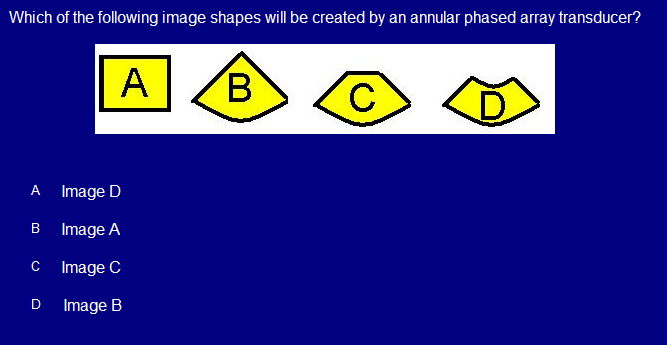 Which of the following image shapes will be created by an annular phased array transducer?
A B C D
A Image D
B Image A
C Image C
D Image B